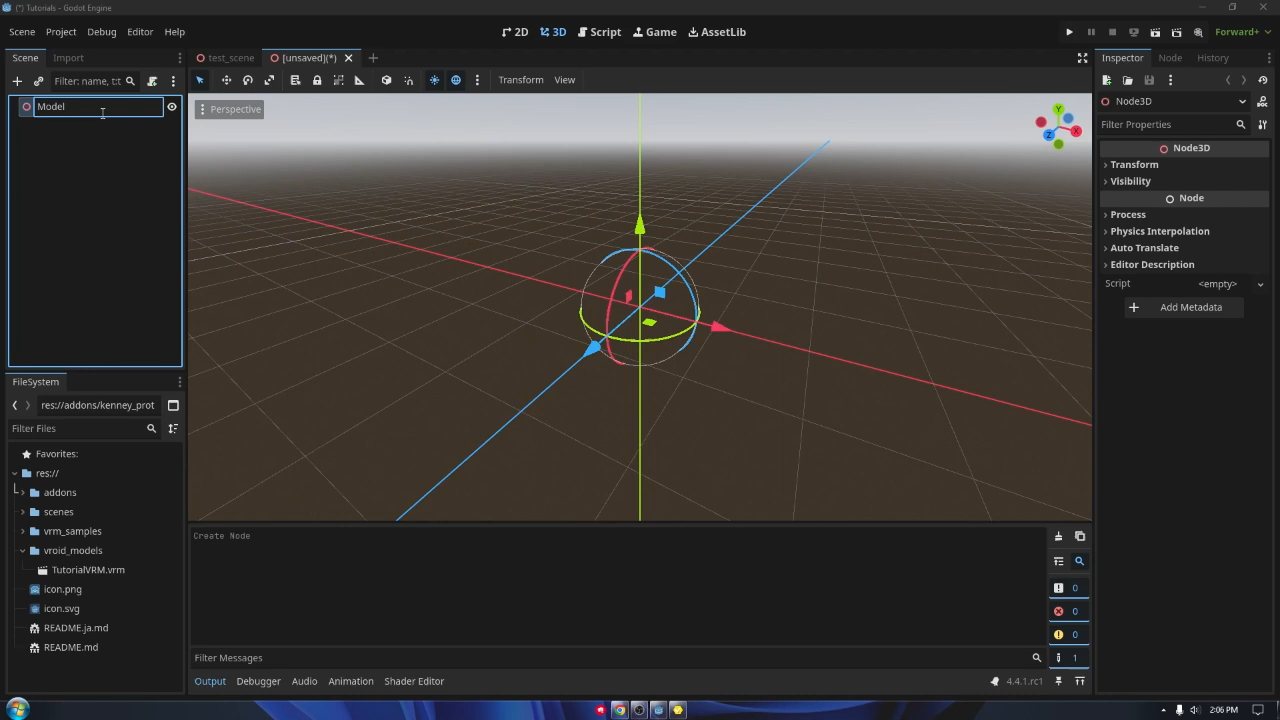 (*) Tutorials - Godot Engine
Scene Project Debug Editor Help
2D 3D Script Game AssetLib
Forward+
Scene Import
test_scene [unsaved](*)
Inspector Node History
Filter: name, t:t
Transform View
Model
Perspective
Y
X
Z
Node3D
Filter Properties
Node3D
Transform
Visibility
Node
Process
Physics Interpolation
Auto Translate
Editor Description
Script <empty>
Add Metadata
FileSystem
res://addons/kenney_prot
Filter Files
Favorites:
res://
addons
scenes
vrm_samples
vroid_models
TutorialVRM.vrm
icon.png
icon.svg
README.ja.md
README.md
Create Node
0
0
0
1
Filter Messages
Output Debugger Audio Animation Shader Editor
4.4.1.rc1
2:06 PM